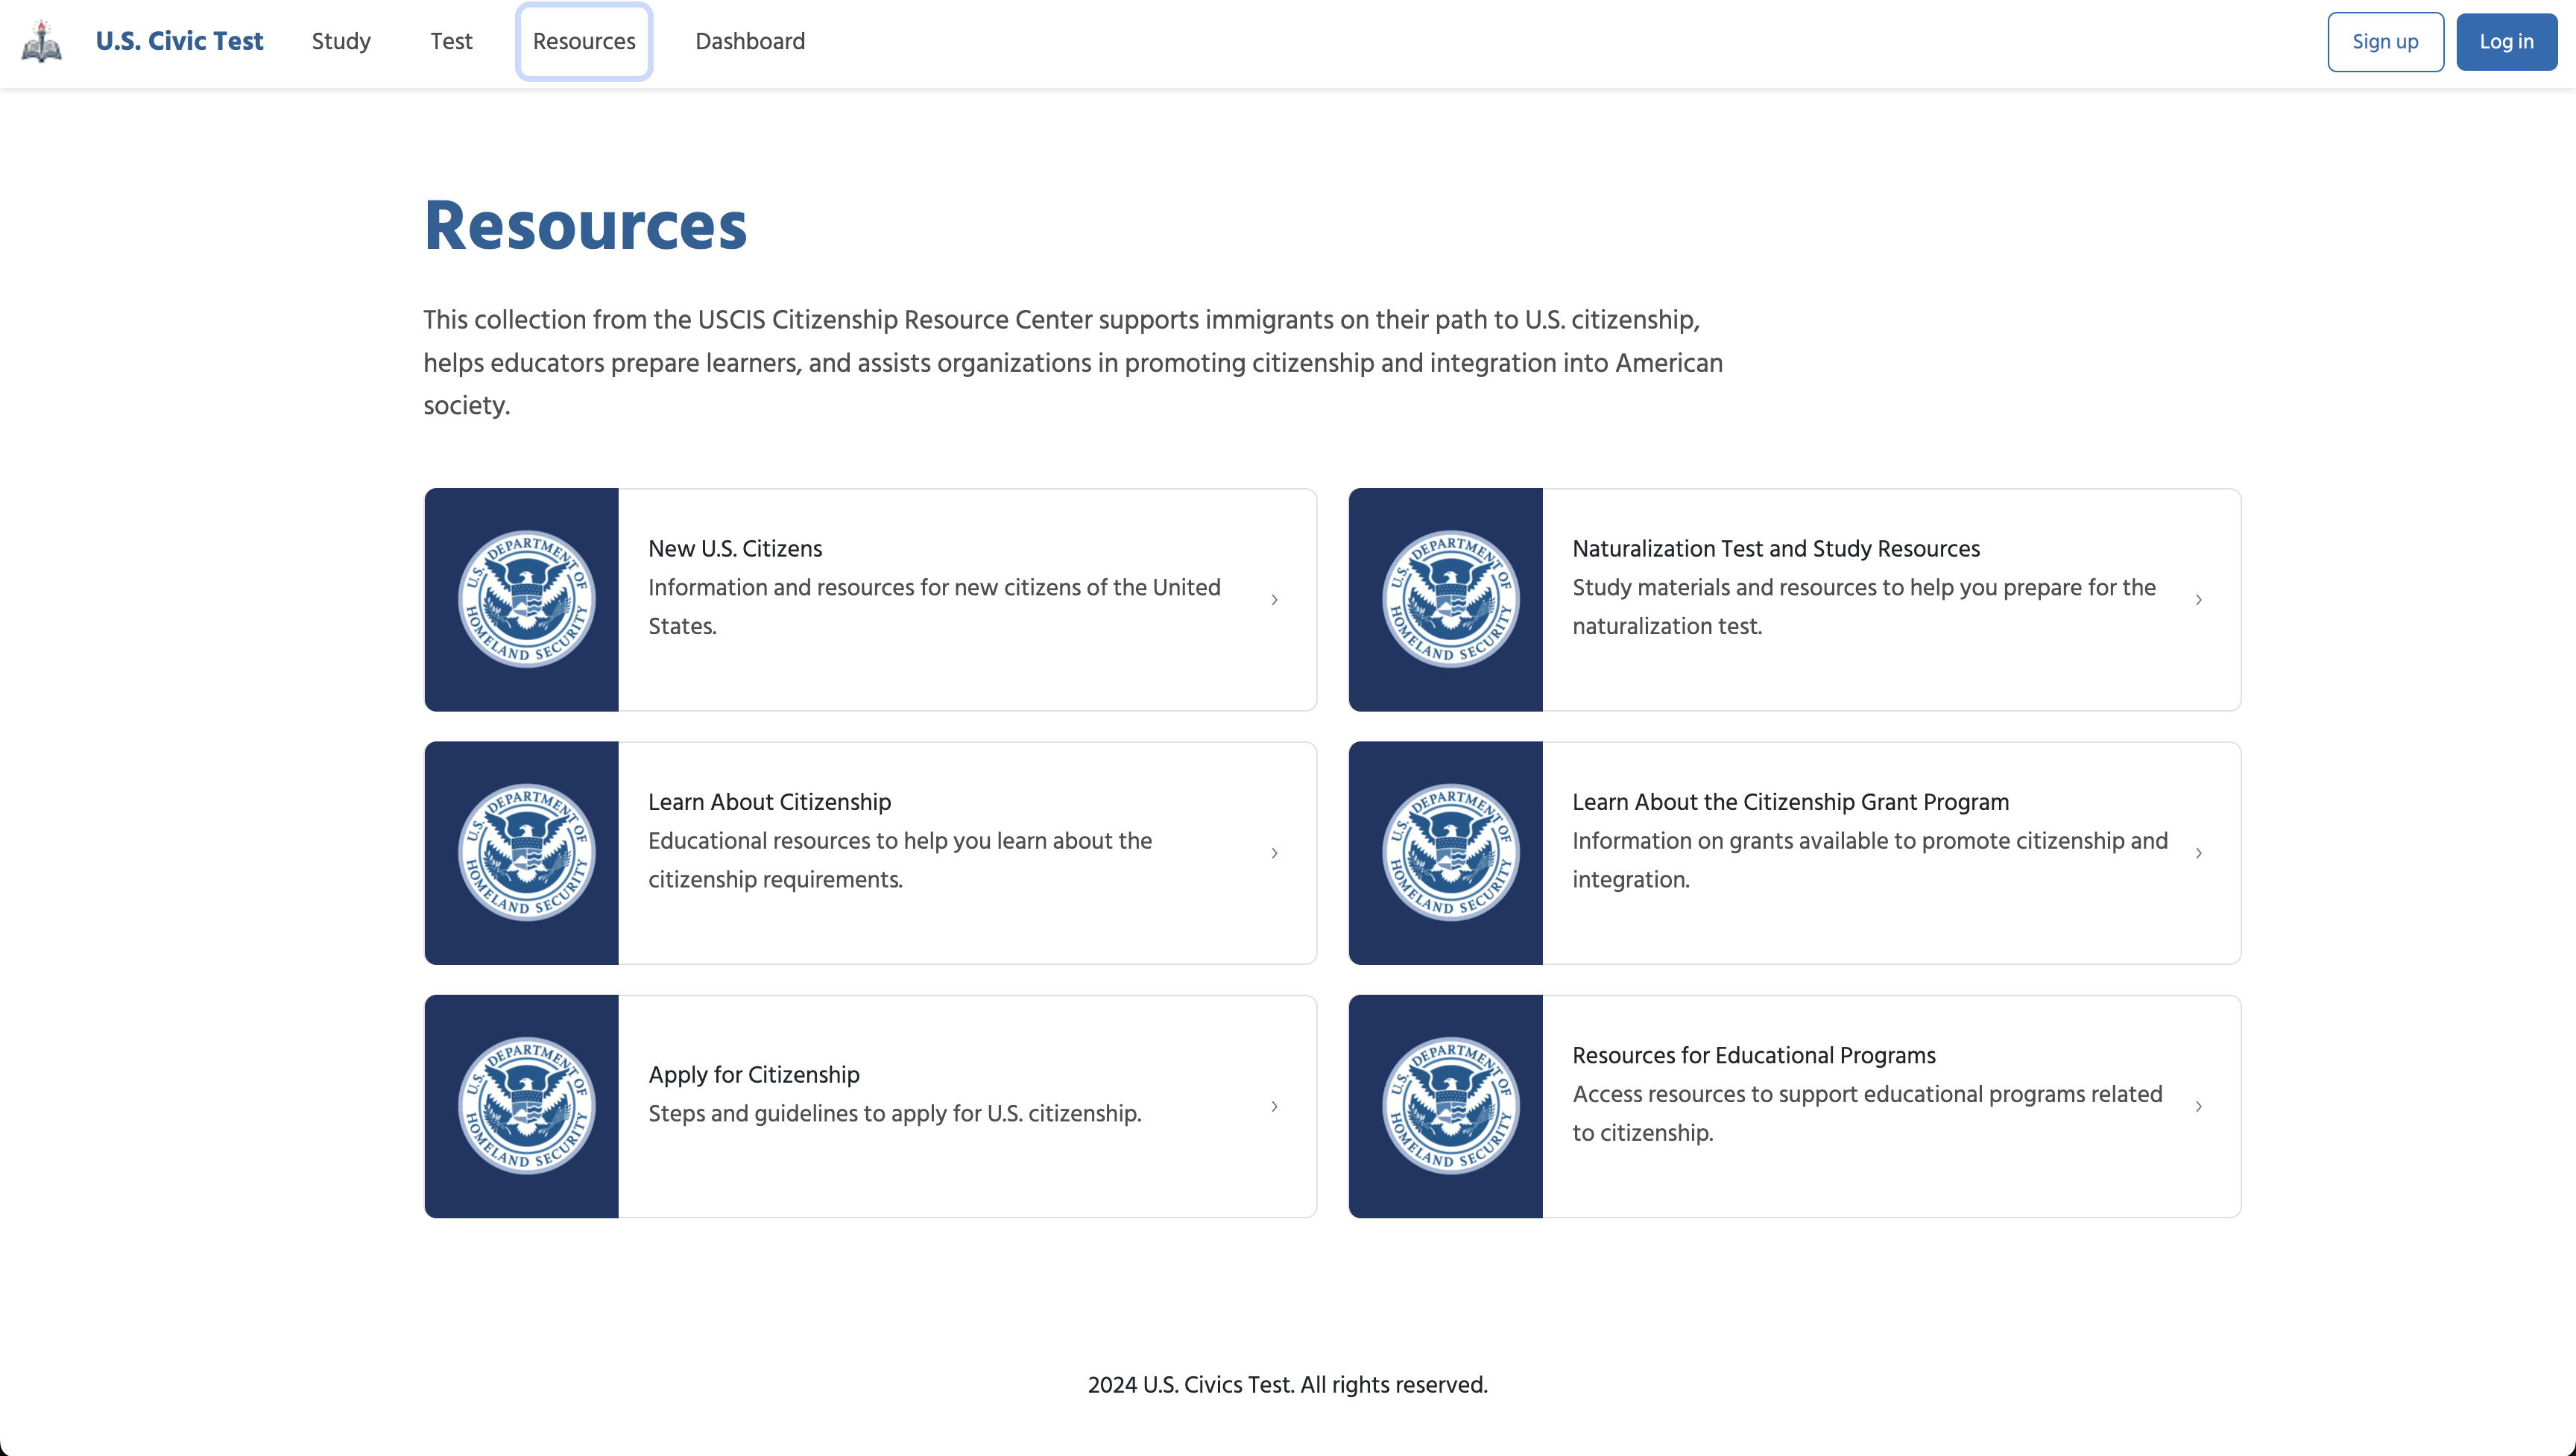 U.S. Civic Test
Study
Test
Resources
Dashboard
Sign up
Log in
Resources
This collection from the USCIS Citizenship Resource Center supports immigrants on their path to U.S. citizenship,
helps educators prepare learners, and assists organizations in promoting citizenship and integration into American
society.
U.S. DEPARTMENT OF HOMELAND SECURITY
New U.S. Citizens
Information and resources for new citizens of the United
States.
U.S. DEPARTMENT OF HOMELAND SECURITY
Naturalization Test and Study Resources
Study materials and resources to help you prepare for the
naturalization test.
U.S. DEPARTMENT OF HOMELAND SECURITY
Learn About Citizenship
Educational resources to help you learn about the
citizenship requirements.
U.S. DEPARTMENT OF HOMELAND SECURITY
Learn About the Citizenship Grant Program
Information on grants available to promote citizenship and
integration.
U.S. DEPARTMENT OF HOMELAND SECURITY
Apply for Citizenship
Steps and guidelines to apply for U.S. citizenship.
U.S. DEPARTMENT OF HOMELAND SECURITY
Resources for Educational Programs
Access resources to support educational programs related
to citizenship.
2024 U.S. Civics Test. All rights reserved.